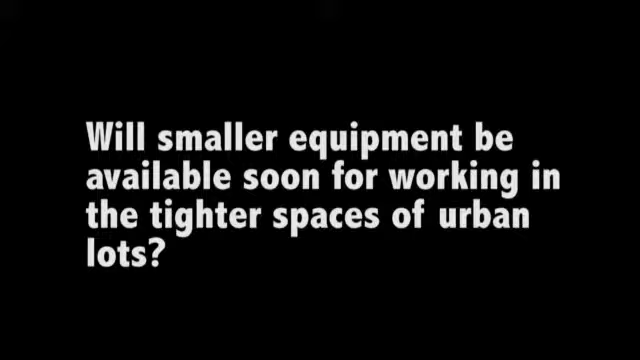 Will smaller equipment be
available soon for working in
the tighter spaces of urban
lots?